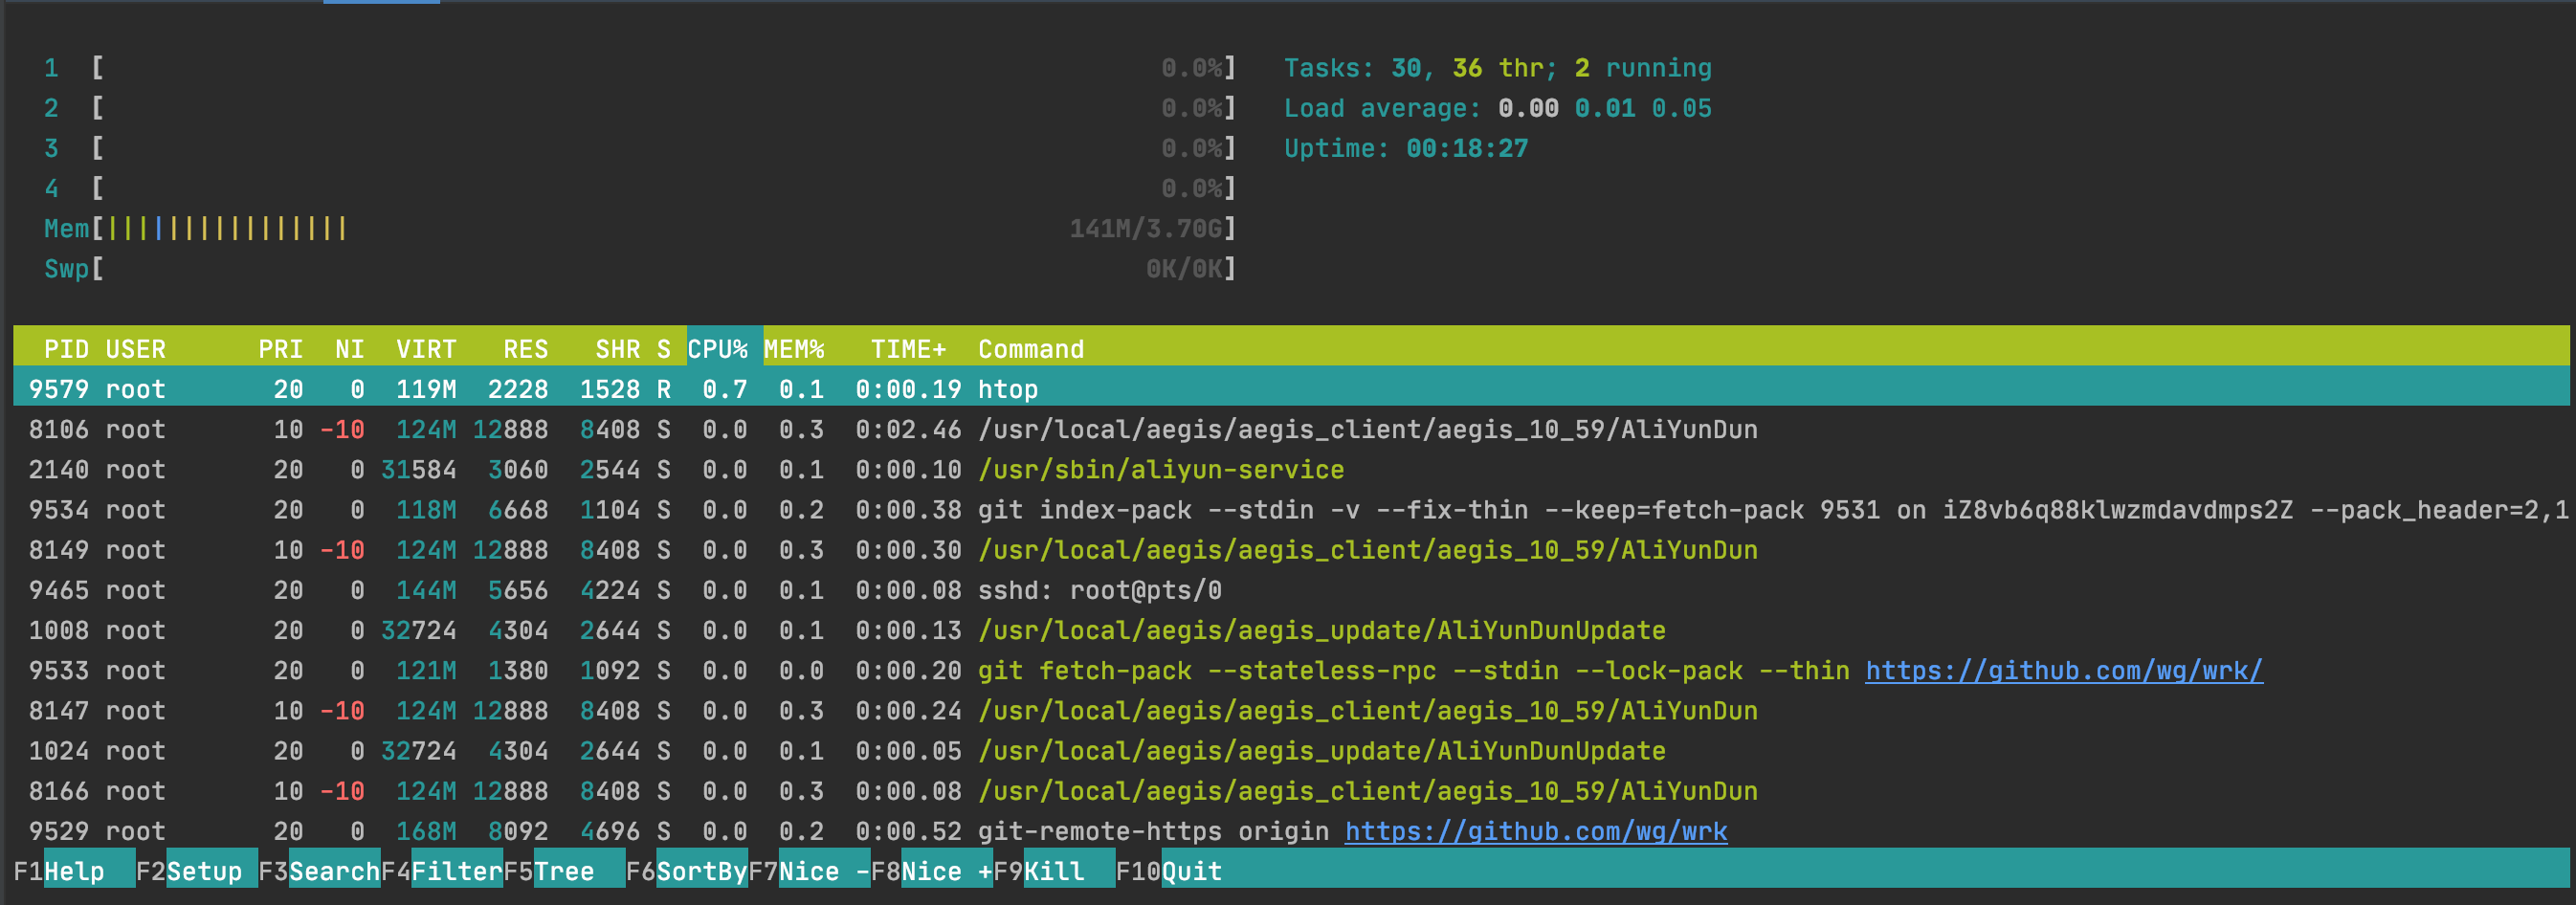 1 [ 0.0%] Tasks: 30, 36 thr; 2 running
2 [ 0.0%] Load average: 0.00 0.01 0.05
3 [ 0.0%] Uptime: 00:18:27
4 [ 0.0%]
Mem[|||||||||||||||| 141M/3.70G]
Swp[ 0K/0K]
PID USER PRI NI VIRT RES SHR S CPU% MEM% TIME+ Command
9579 root 20 0 119M 2228 1528 R 0.7 0.1 0:00.19 htop
8106 root 10 -10 124M 12888 8408 S 0.0 0.3 0:02.46 /usr/local/aegis/aegis_client/aegis_10_59/AliYunDun
2140 root 20 0 31584 3060 2544 S 0.0 0.1 0:00.10 /usr/sbin/aliyun-service
9534 root 20 0 118M 6668 1104 S 0.0 0.2 0:00.38 git index-pack --stdin -v --fix-thin --keep=fetch-pack 9531 on iZ8vb6q88klwzmdavdmps2Z --pack_header=2,1
8149 root 10 -10 124M 12888 8408 S 0.0 0.3 0:00.30 /usr/local/aegis/aegis_client/aegis_10_59/AliYunDun
9465 root 20 0 144M 5656 4224 S 0.0 0.1 0:00.08 sshd: root@pts/0
1008 root 20 0 32724 4304 2644 S 0.0 0.1 0:00.13 /usr/local/aegis/aegis_update/AliYunDunUpdate
9533 root 20 0 121M 1380 1092 S 0.0 0.0 0:00.20 git fetch-pack --stateless-rpc --stdin --lock-pack --thin https://github.com/wg/wrk/
8147 root 10 -10 124M 12888 8408 S 0.0 0.3 0:00.24 /usr/local/aegis/aegis_client/aegis_10_59/AliYunDun
1024 root 20 0 32724 4304 2644 S 0.0 0.1 0:00.05 /usr/local/aegis/aegis_update/AliYunDunUpdate
8166 root 10 -10 124M 12888 8408 S 0.0 0.3 0:00.08 /usr/local/aegis/aegis_client/aegis_10_59/AliYunDun
9529 root 20 0 168M 8092 4696 S 0.0 0.2 0:00.52 git-remote-https origin https://github.com/wg/wrk
F1Help F2Setup F3SearchF4FilterF5Tree F6SortByF7Nice -F8Nice +F9Kill F10Quit